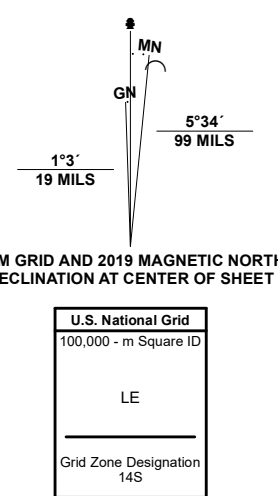 MN
GN
5°34´
99 MILS
1°3´
19 MILS
M GRID AND 2019 MAGNETIC NORTH
ECLINATION AT CENTER OF SHEET
U.S. National Grid
100,000 - m Square ID
LE
Grid Zone Designation
14S